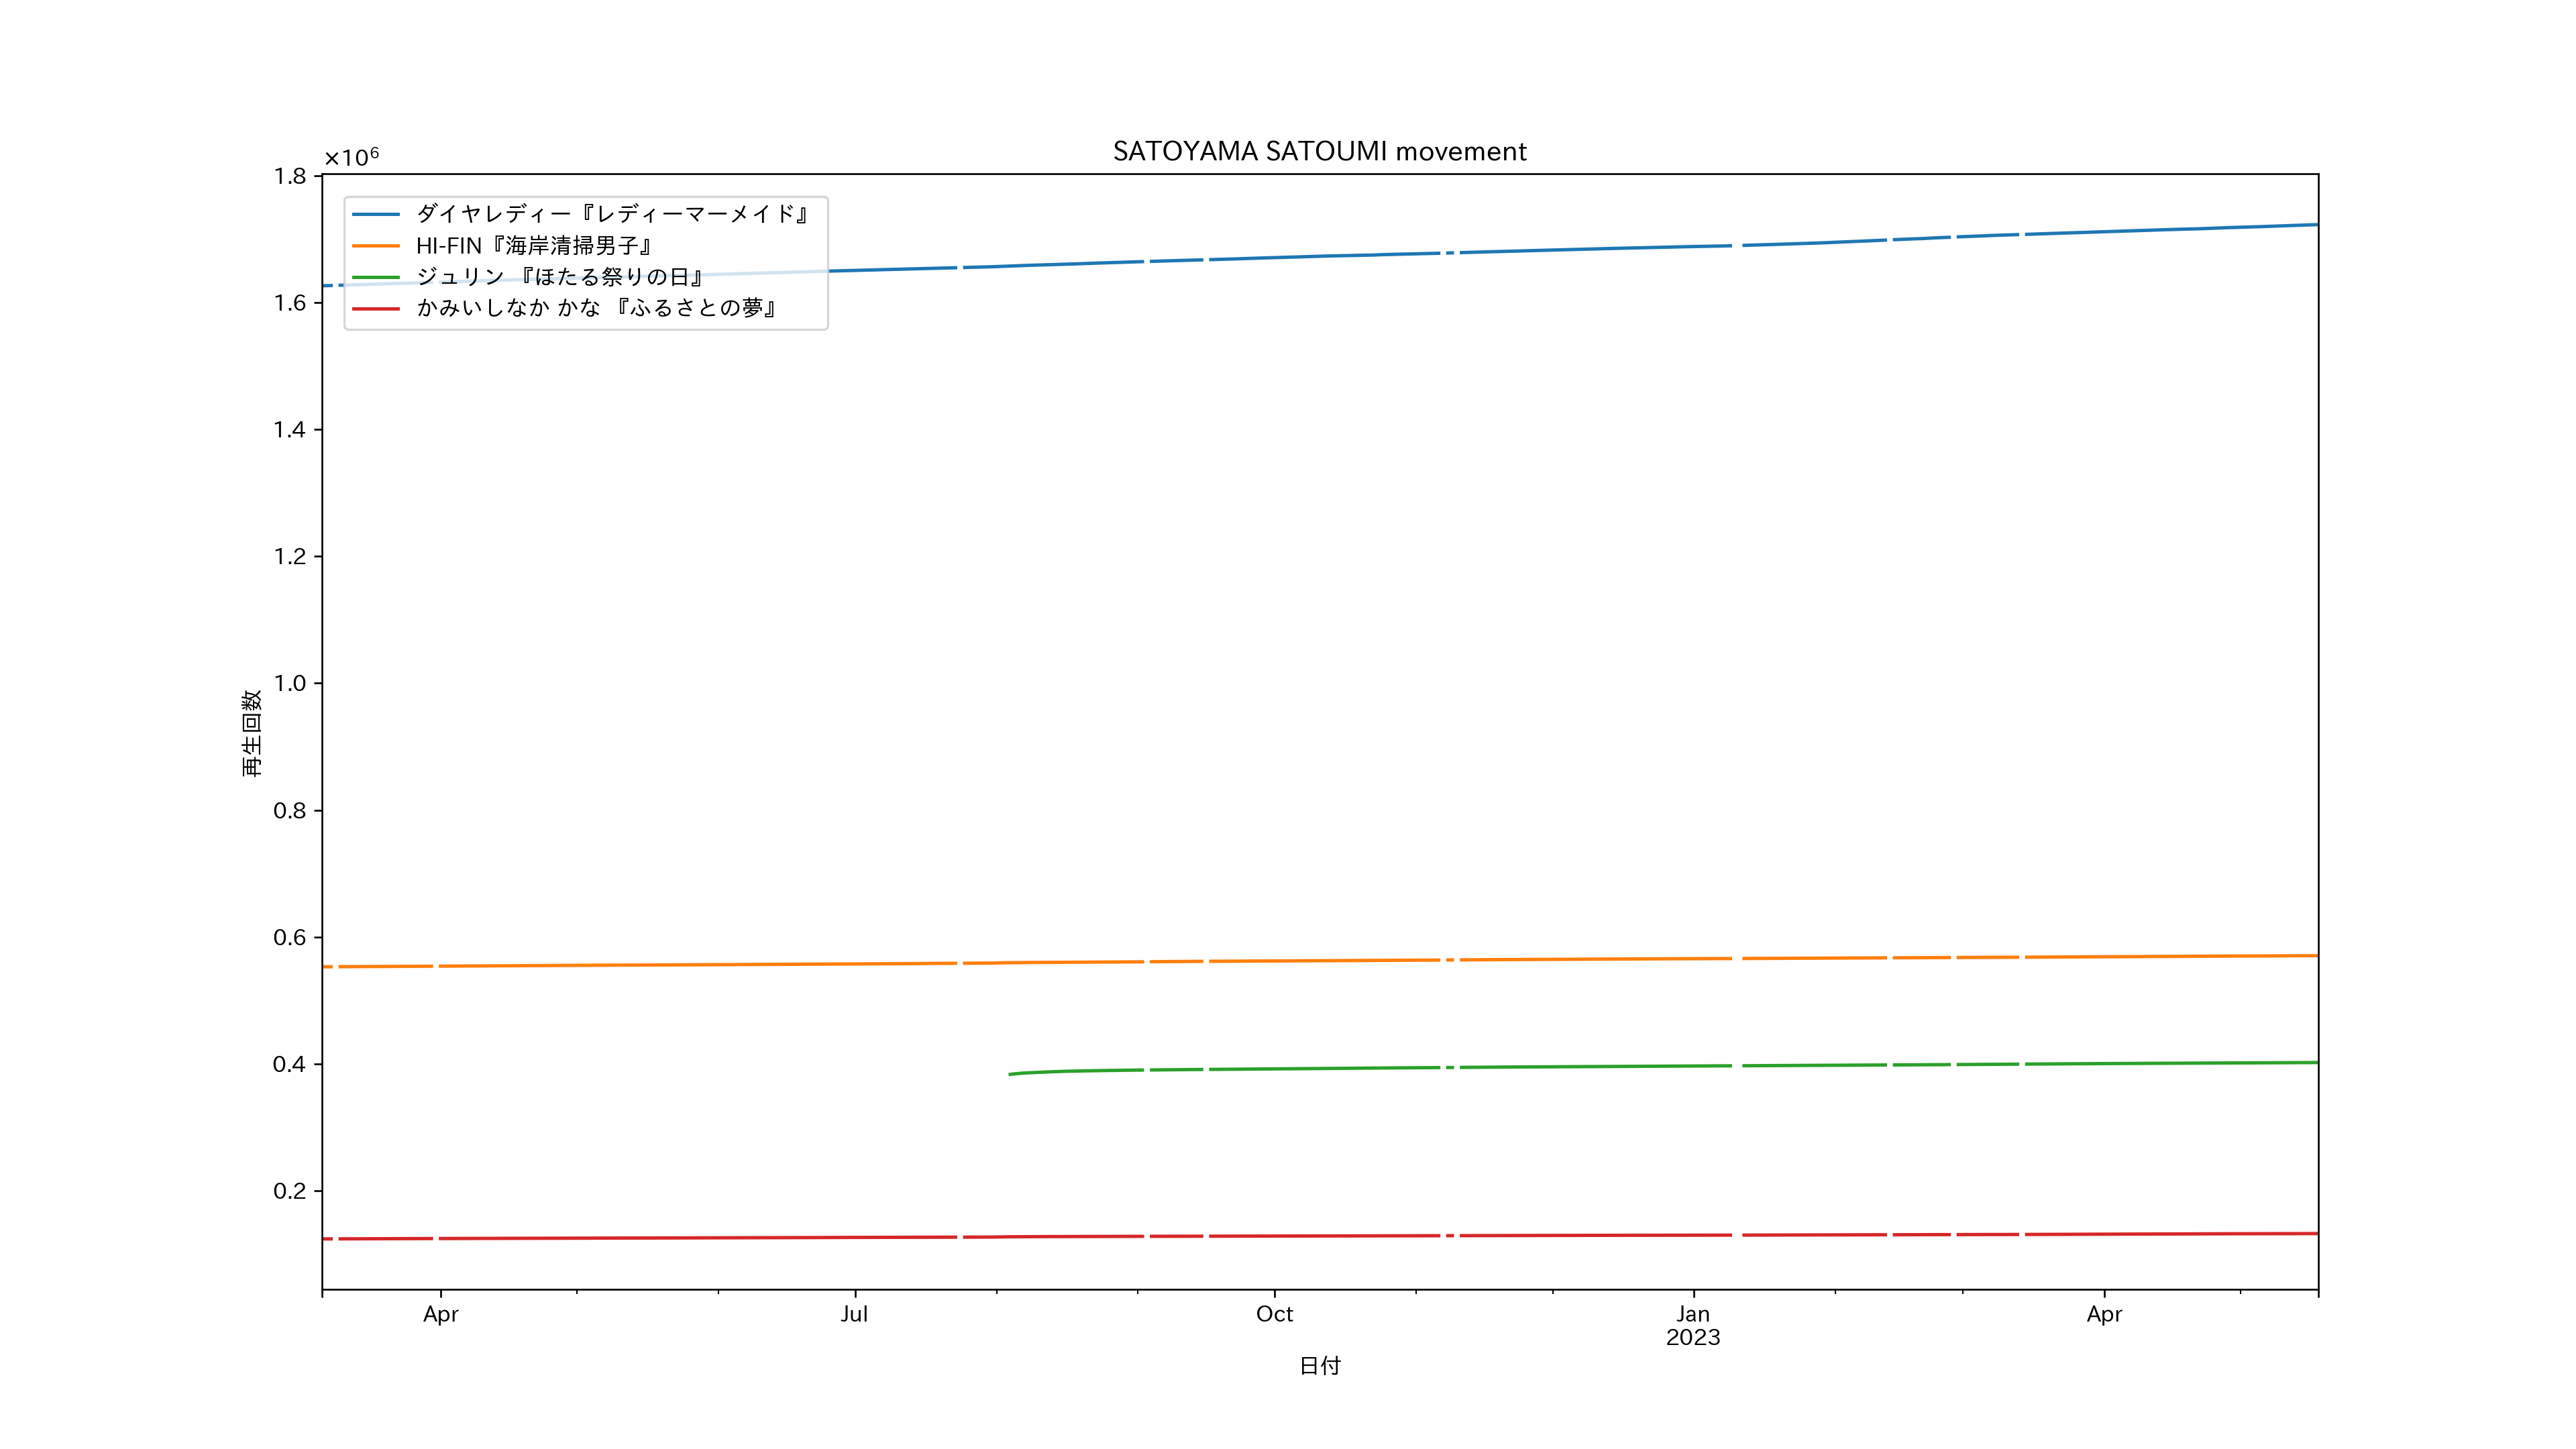 SATOYAMA SATOUMI movement
×10⁶
1.8
1.6
1.4
1.2
1.0
0.8
0.6
0.4
0.2
再生回数
ダイヤレディー『レディーマーメイド』
HI-FIN『海岸清掃男子』
ジュリン 『ほたる祭りの日』
かみいしなか かな 『ふるさとの夢』
Apr Jul Oct Jan Apr
2023
日付